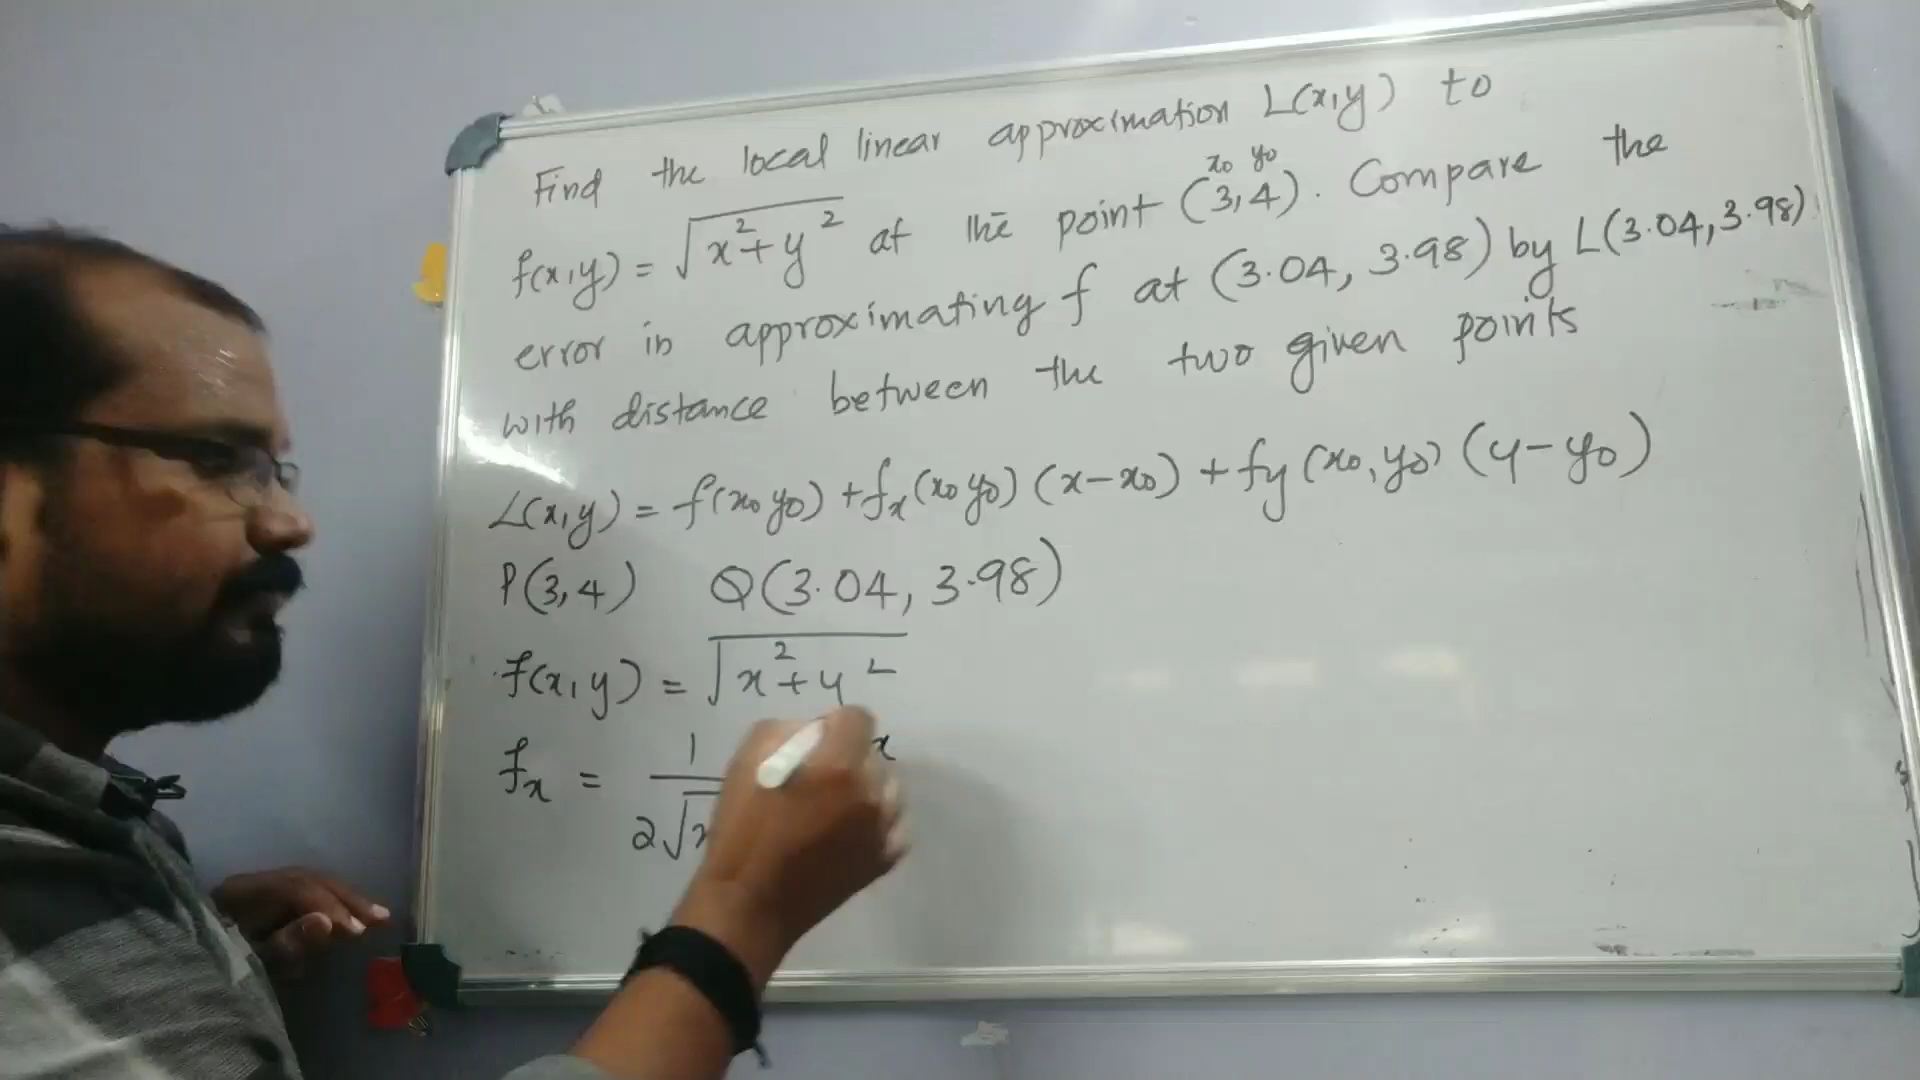 Find the local linear approximation L(x,y) to
x₀ y₀
f(x,y) = √(x²+y²) at the point (3,4). Compare the
error in approximating f at (3.04, 3.98) by L(3.04,3.98)
with distance between the two given points
L(x,y) = f(x₀ y₀) + fₓ(x₀ y₀) (x-x₀) + fy (x₀, y₀) (y-y₀)
P(3,4) Q(3.04, 3.98)
f(x,y) = √(x²+y²)
fₓ = 1 x
2√x